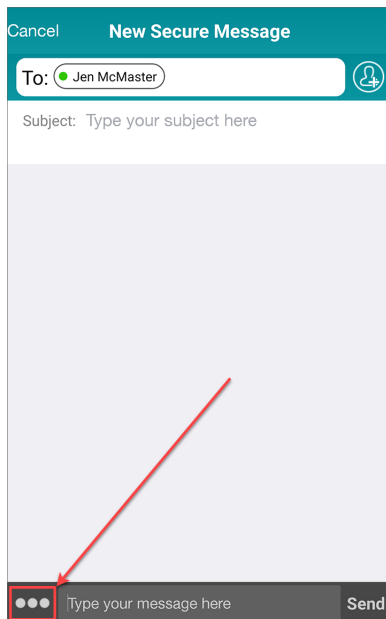 Cancel New Secure Message
To: Jen McMaster
Subject: Type your subject here
Type your message here Send